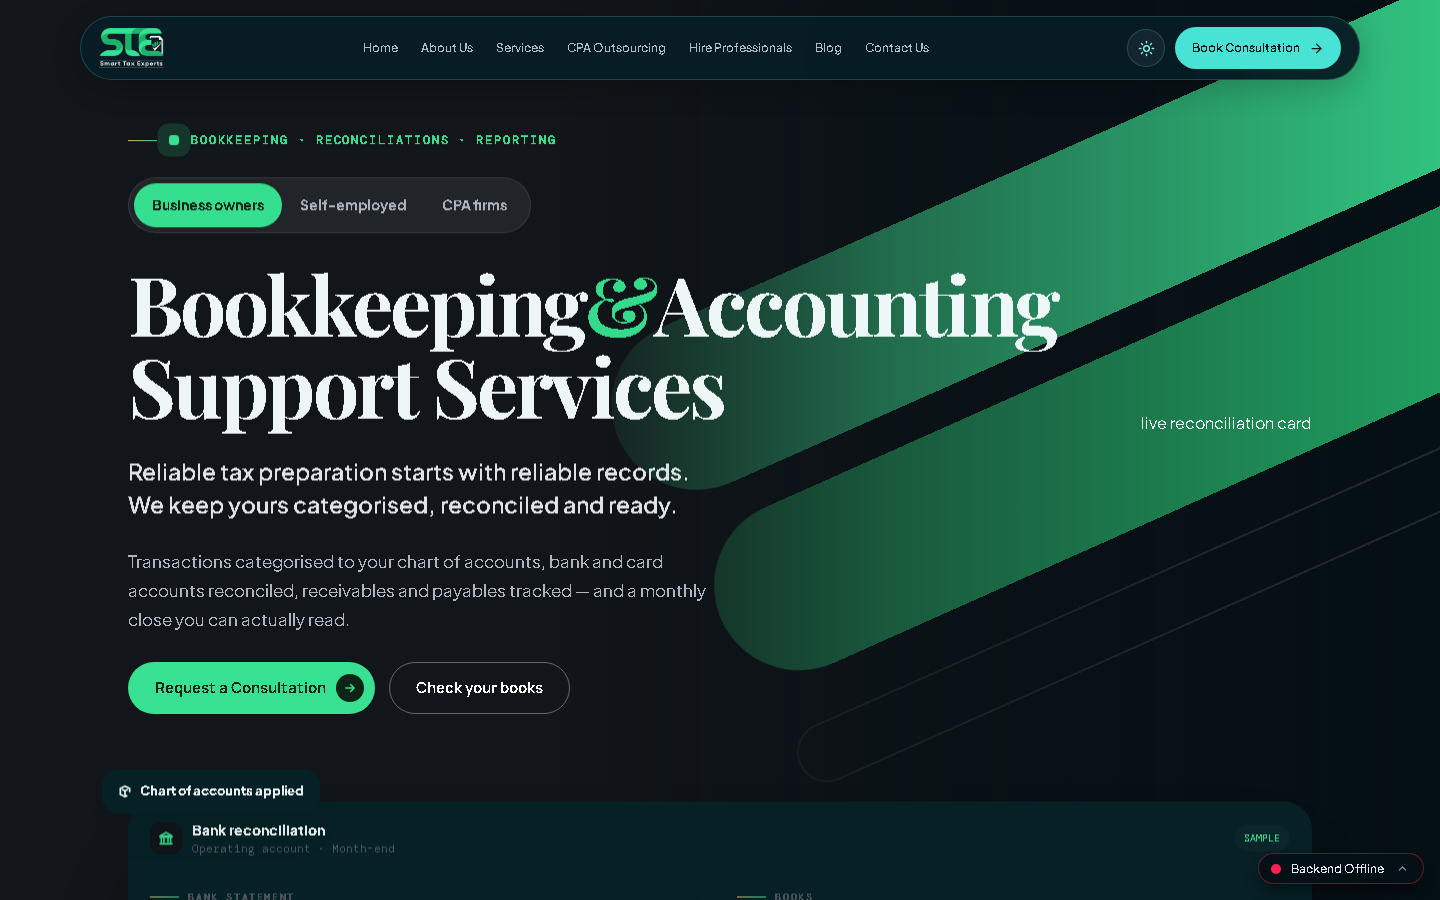 STE
Smart Tax Experts
Home
About Us
Services
CPA Outsourcing
Hire Professionals
Blog
Contact Us
Book Consultation
BOOKKEEPING · RECONCILIATIONS · REPORTING
Business owners
Self-employed
CPA firms
Bookkeeping & Accounting
Support Services
live reconciliation card
Reliable tax preparation starts with reliable records.
We keep yours categorised, reconciled and ready.
Transactions categorised to your chart of accounts, bank and card
accounts reconciled, receivables and payables tracked — and a monthly
close you can actually read.
Request a Consultation
Check your books
Chart of accounts applied
Bank reconciliation
Operating account · Month-end
SAMPLE
Backend Offline
BANK STATEMENT
BOOKS